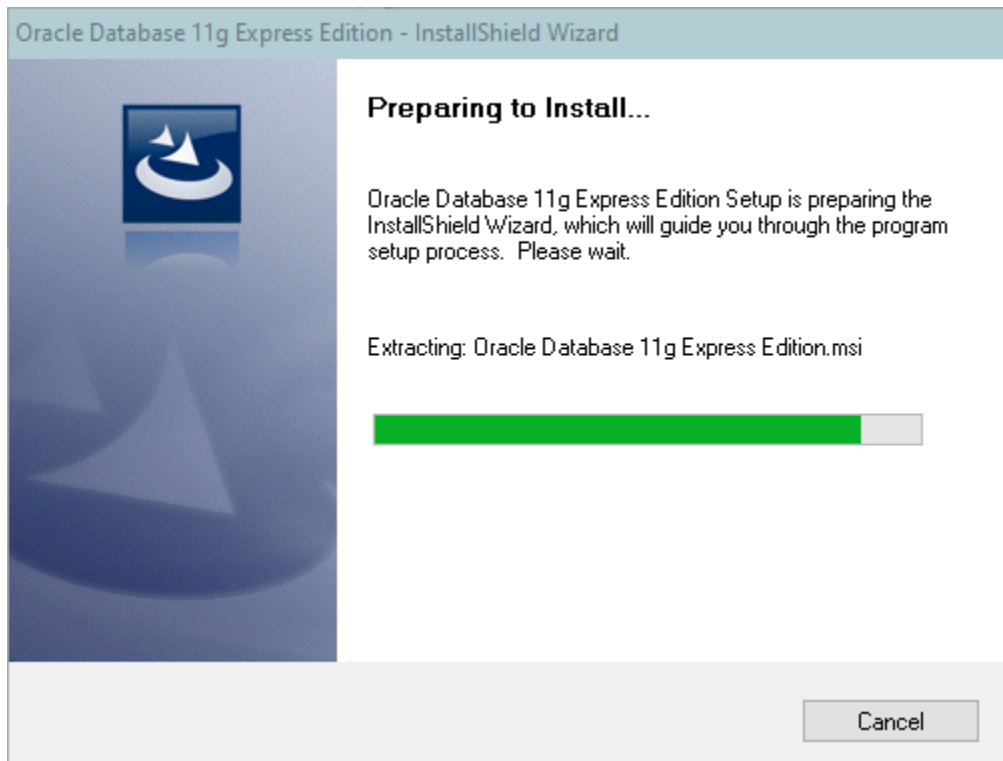 Oracle Database 11g Express Edition - InstallShield Wizard
Preparing to Install...
Oracle Database 11g Express Edition Setup is preparing the
InstallShield Wizard, which will guide you through the program
setup process.  Please wait.
Extracting: Oracle Database 11g Express Edition.msi
Cancel